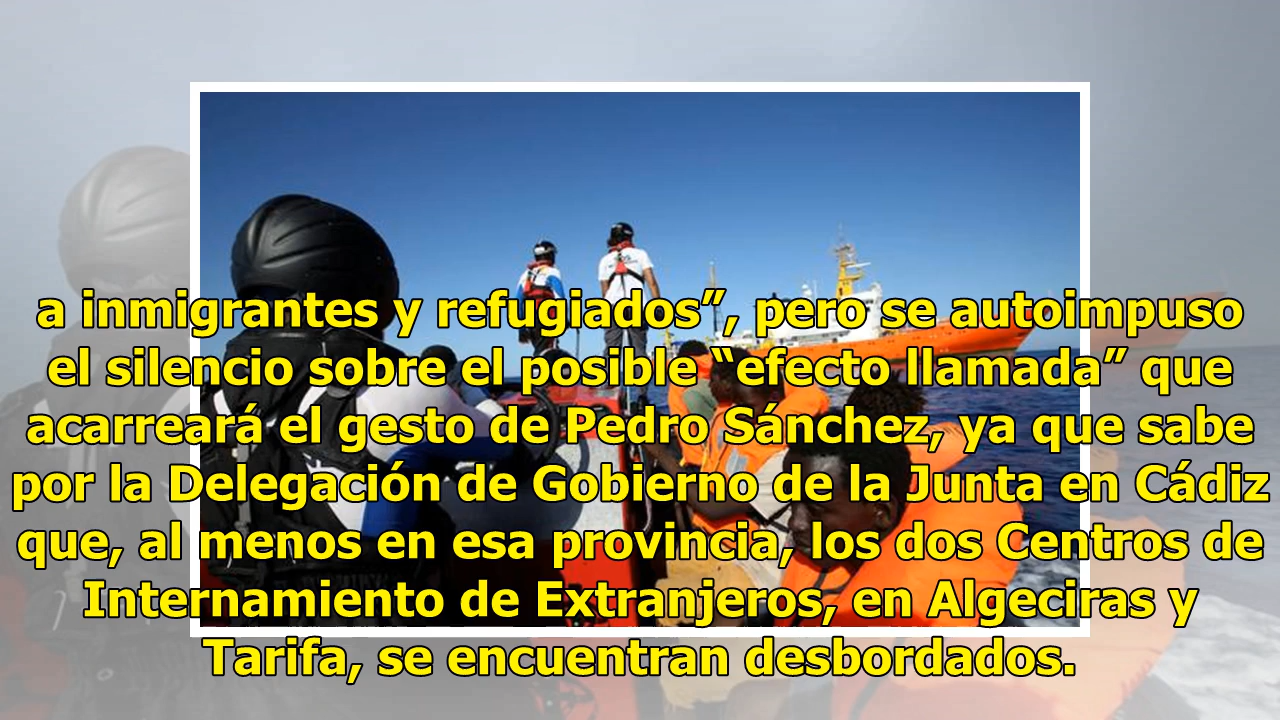 a inmigrantes y refugiados”, pero se autoimpuso
el silencio sobre el posible “efecto llamada” que
acarreará el gesto de Pedro Sánchez, ya que sabe
por la Delegación de Gobierno de la Junta en Cádiz
que, al menos en esa provincia, los dos Centros de
Internamiento de Extranjeros, en Algeciras y
Tarifa, se encuentran desbordados.